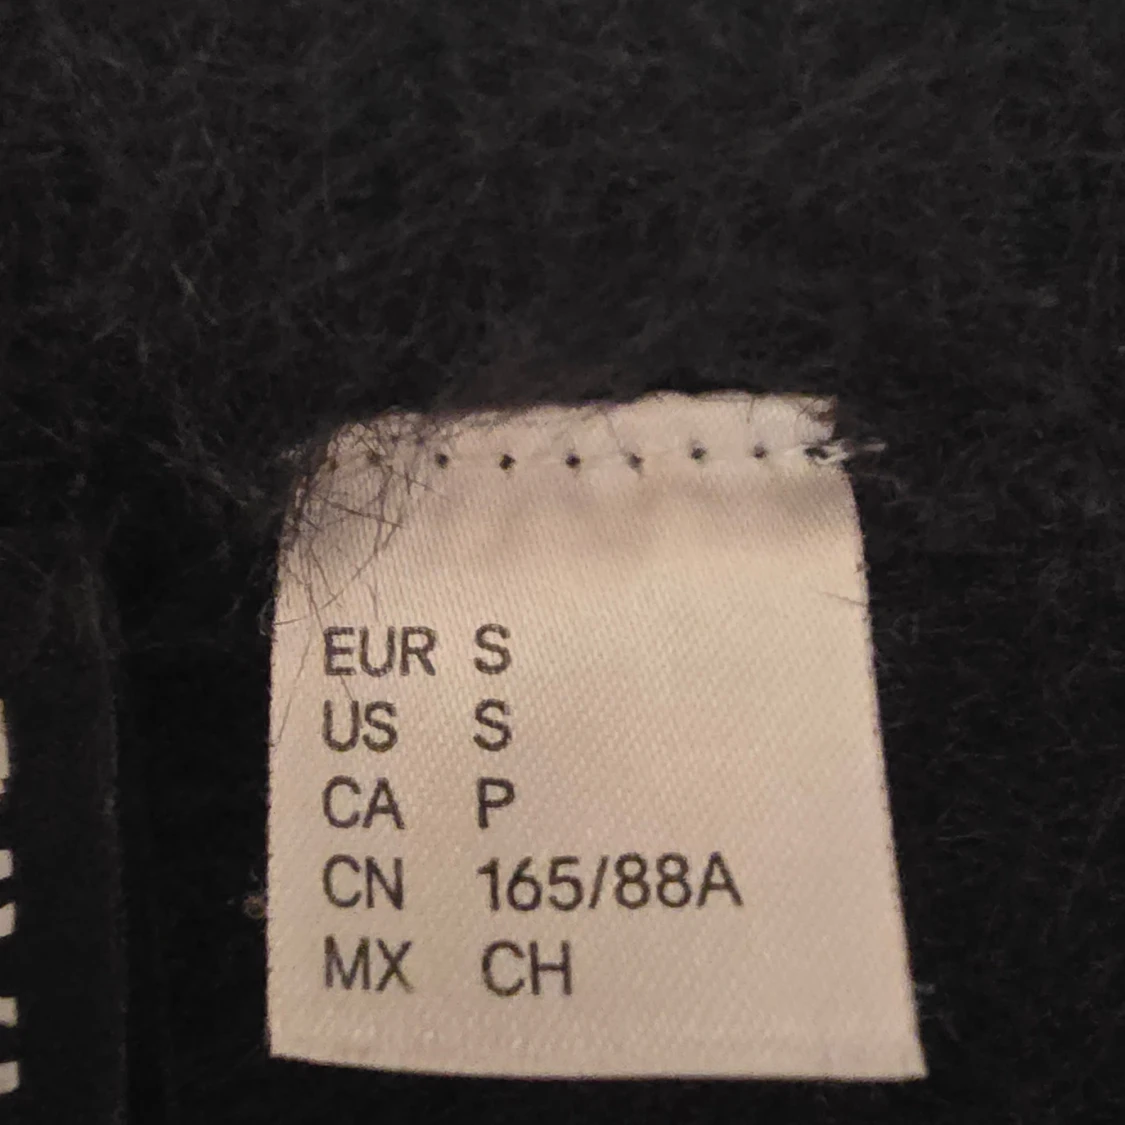 EUR S
US S
CA P
CN 165/88A
MX CH